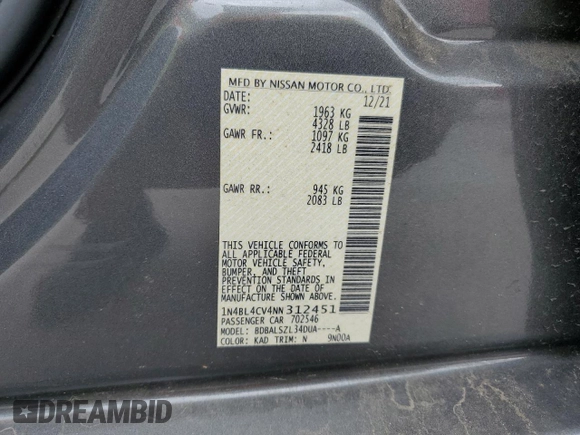 MFD BY NISSAN MOTOR CO., LTD.
DATE: 12/21
GVWR: 1963 KG
4328 LB
GAWR FR.: 1097 KG
2418 LB
GAWR RR.: 945 KG
2083 LB
THIS VEHICLE CONFORMS TO
ALL APPLICABLE FEDERAL
MOTOR VEHICLE SAFETY,
BUMPER, AND THEFT
PREVENTION STANDARDS IN
EFFECT ON THE DATE OF
MANUFACTURE SHOWN ABOVE.
1N4BL4CV4NN312451
PASSENGER CAR 702546
MODEL: BDBALSZL34DUA----A
COLOR: KAD TRIM: N 9N00A
DREAMBID